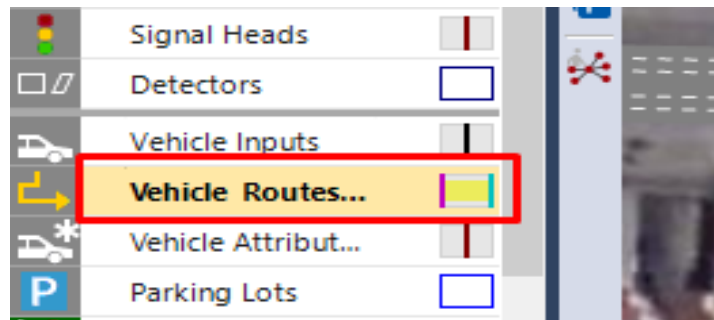 Signal Heads
Detectors
Vehicle Inputs
Vehicle Routes...
Vehicle Attribut...
P Parking Lots